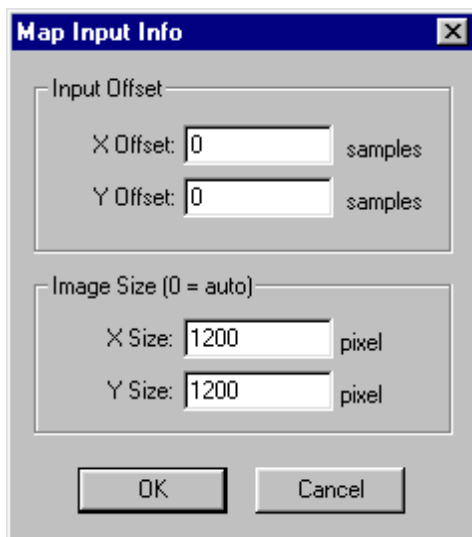 Map Input Info
Input Offset
X Offset: 0 samples
Y Offset: 0 samples
Image Size (0 = auto)
X Size: 1200 pixel
Y Size: 1200 pixel
OK Cancel